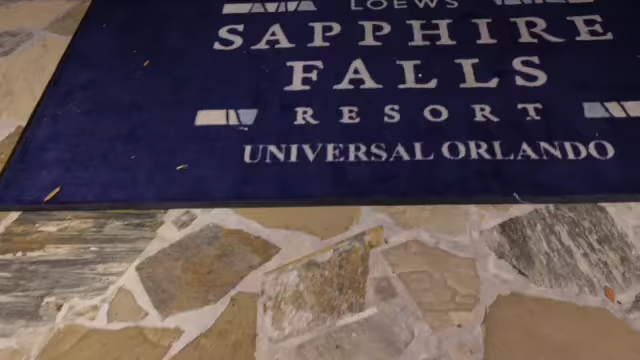 LOEWS
SAPPHIRE
FALLS
RESORT
UNIVERSAL ORLANDO